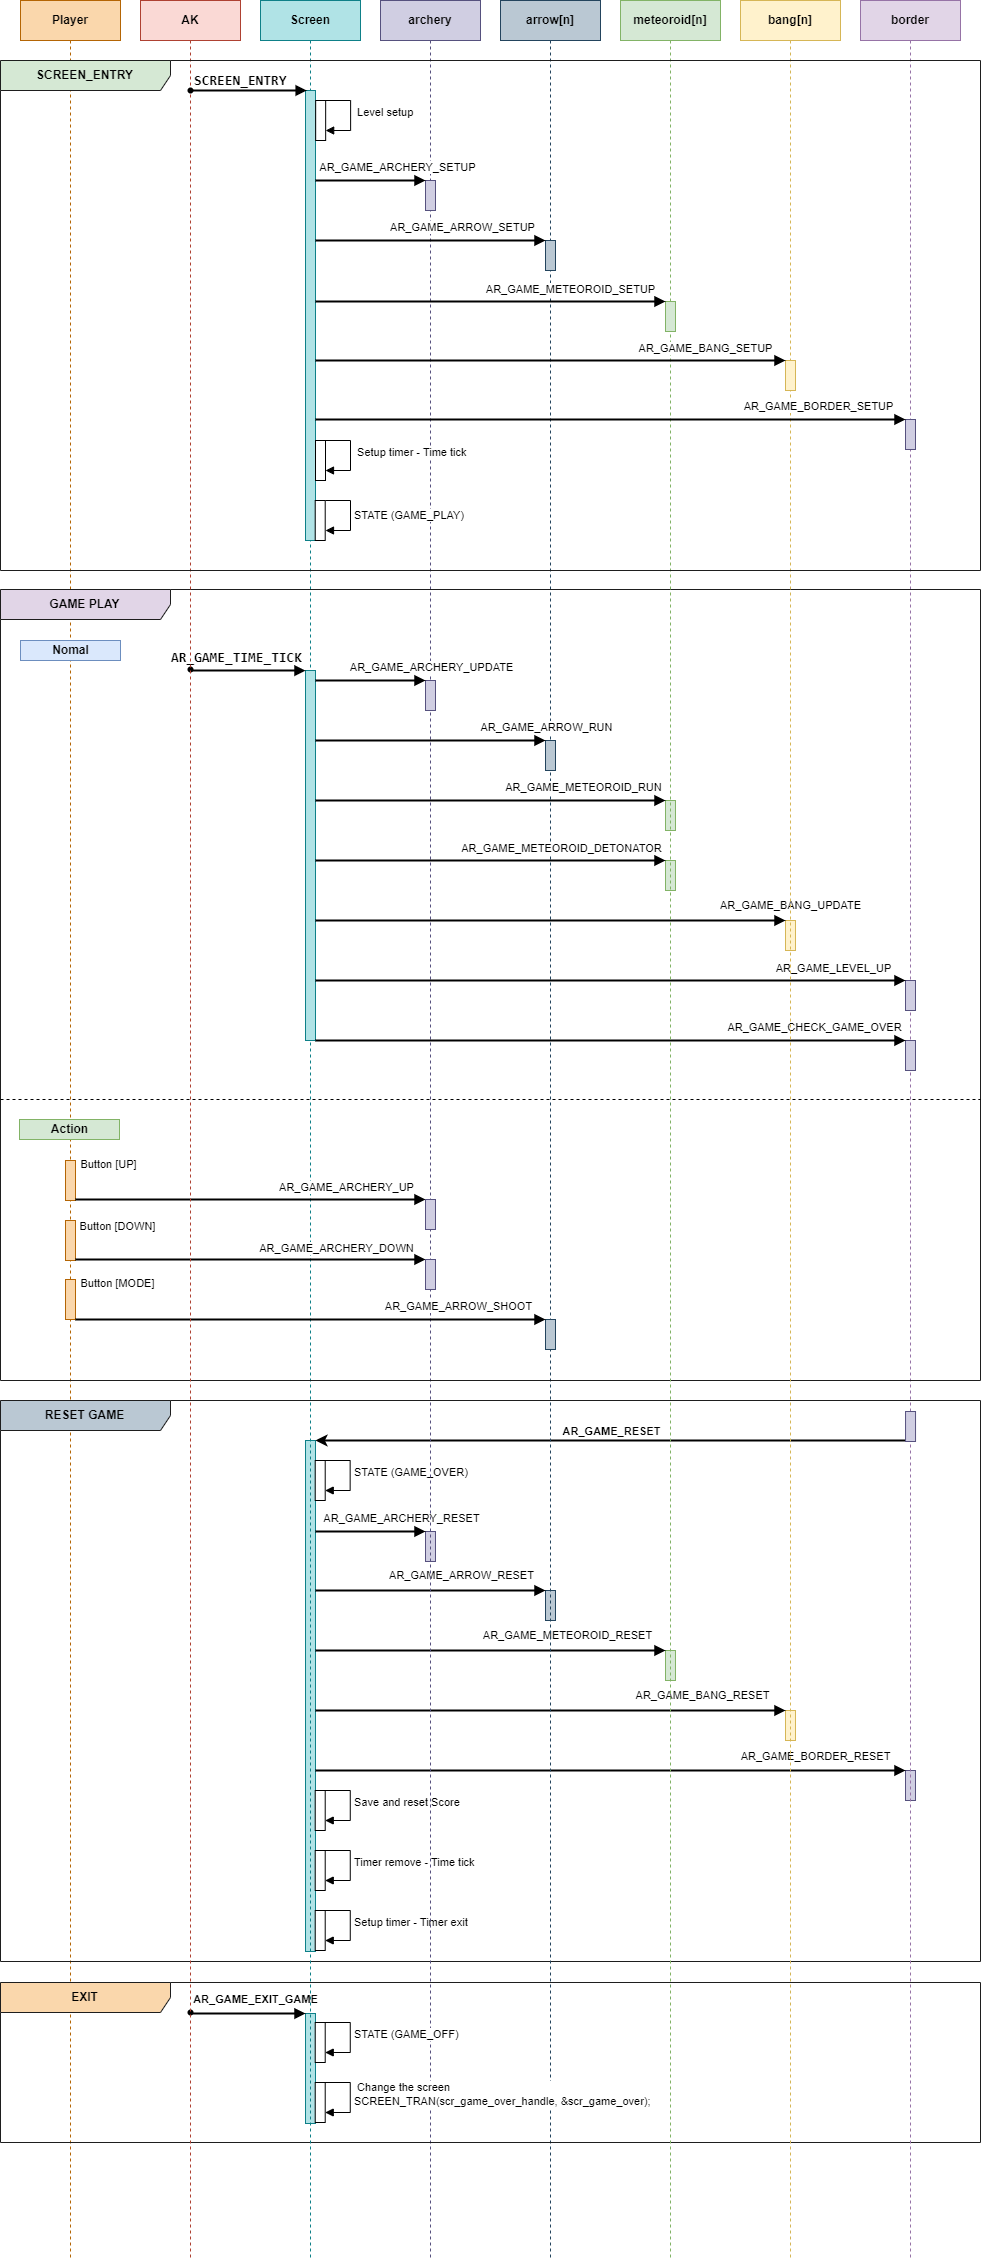 Player
AK
Screen
archery
arrow[n]
meteoroid[n]
bang[n]
border
SCREEN_ENTRY
SCREEN_ENTRY
Level setup
AR_GAME_ARCHERY_SETUP
AR_GAME_ARROW_SETUP
AR_GAME_METEOROID_SETUP
AR_GAME_BANG_SETUP
AR_GAME_BORDER_SETUP
Setup timer - Time tick
STATE (GAME_PLAY)
GAME PLAY
Nomal
AR_GAME_TIME_TICK
AR_GAME_ARCHERY_UPDATE
AR_GAME_ARROW_RUN
AR_GAME_METEOROID_RUN
AR_GAME_METEOROID_DETONATOR
AR_GAME_BANG_UPDATE
AR_GAME_LEVEL_UP
AR_GAME_CHECK_GAME_OVER
Action
Button [UP]
AR_GAME_ARCHERY_UP
Button [DOWN]
AR_GAME_ARCHERY_DOWN
Button [MODE]
AR_GAME_ARROW_SHOOT
RESET GAME
AR_GAME_RESET
STATE (GAME_OVER)
AR_GAME_ARCHERY_RESET
AR_GAME_ARROW_RESET
AR_GAME_METEOROID_RESET
AR_GAME_BANG_RESET
AR_GAME_BORDER_RESET
Save and reset Score
Timer remove - Time tick
Setup timer - Timer exit
EXIT
AR_GAME_EXIT_GAME
STATE (GAME_OFF)
Change the screen
SCREEN_TRAN(scr_game_over_handle, &scr_game_over);